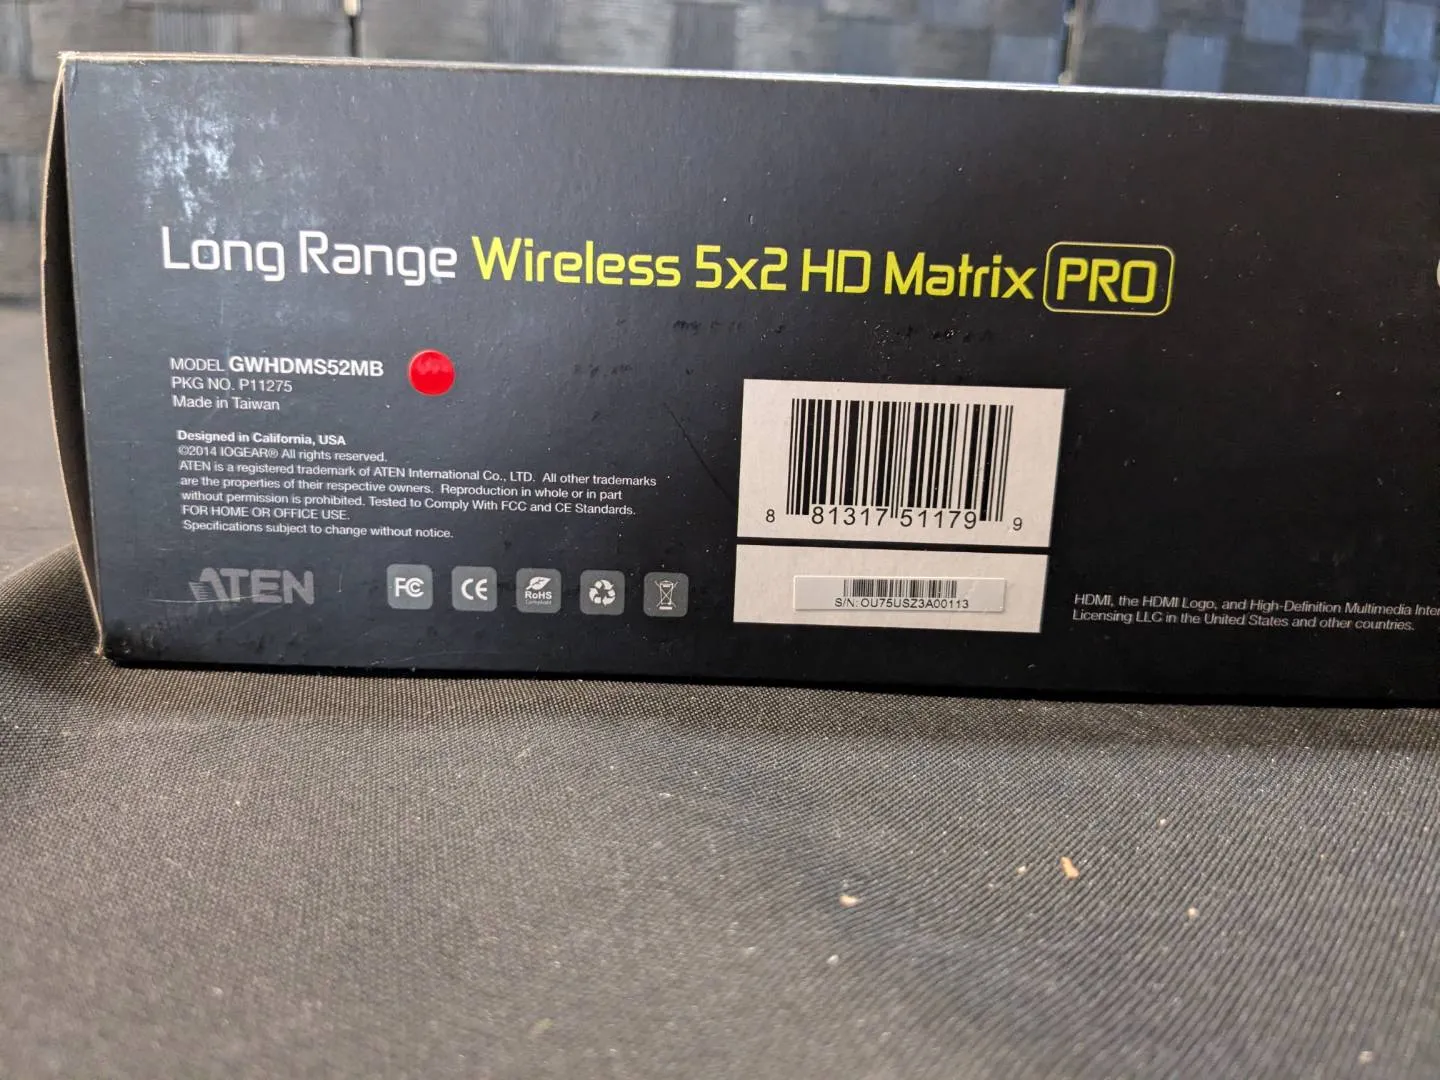 Long Range Wireless 5x2 HD Matrix PRO
MODEL GWHDMS52MB
PKG NO. P11275
Made in Taiwan
Designed in California, USA
©2014 IOGEAR® All rights reserved.
ATEN is a registered trademark of ATEN International Co., LTD. All other trademarks
are the properties of their respective owners. Reproduction in whole or in part
without permission is prohibited. Tested to Comply With FCC and CE Standards.
FOR HOME OR OFFICE USE.
Specifications subject to change without notice.
ATEN
FC CE RoHS
Compliant
8 81317 51179 9
S/N: OU75USZ3A00113
HDMI, the HDMI Logo, and High-Definition Multimedia Inter
Licensing LLC in the United States and other countries.